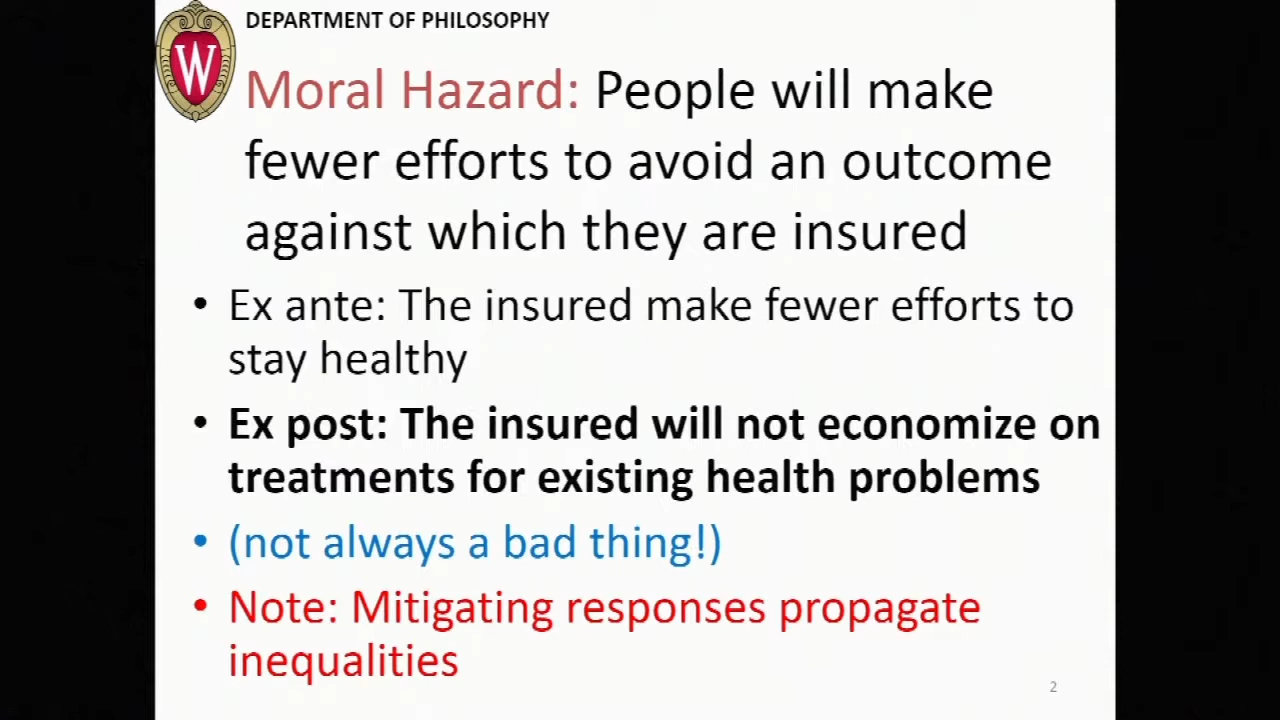 DEPARTMENT OF PHILOSOPHY
W
Moral Hazard: People will make
fewer efforts to avoid an outcome
against which they are insured
• Ex ante: The insured make fewer efforts to
stay healthy
• Ex post: The insured will not economize on
treatments for existing health problems
• (not always a bad thing!)
• Note: Mitigating responses propagate
inequalities
2